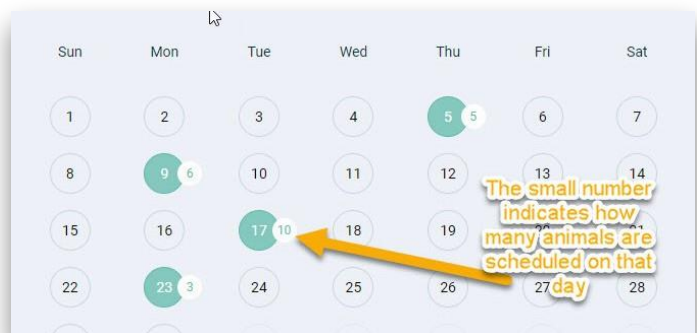 Sun Mon Tue Wed Thu Fri Sat
1 2 3 4 5 5 6 7
8 9 6 10 11 12 13 14
15 16 17 10 18 19 20 21
22 23 3 24 25 26 27 28
The small number
indicates how
many animals are
scheduled on that
day